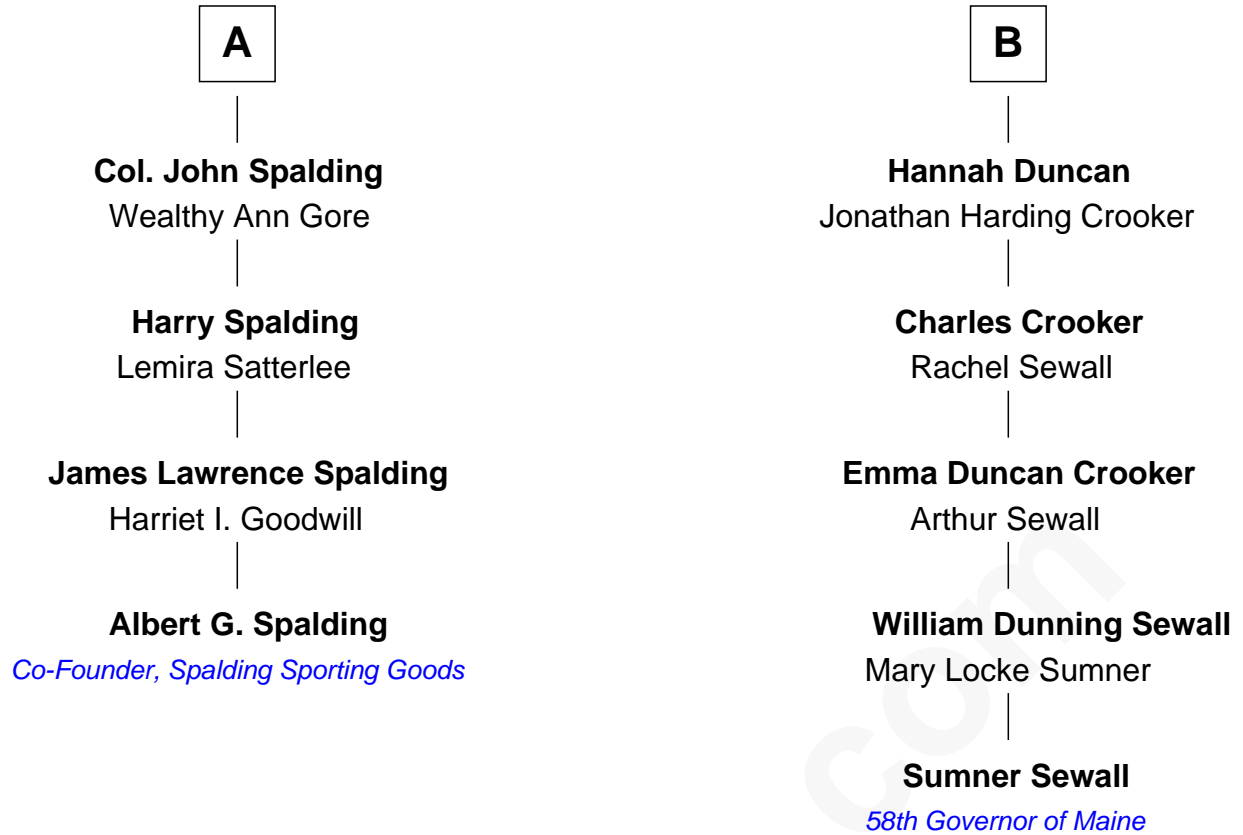 A
Col. John Spalding
Wealthy Ann Gore
Harry Spalding
Lemira Satterlee
James Lawrence Spalding
Harriet I. Goodwill
Albert G. Spalding
Co-Founder, Spalding Sporting Goods
B
Hannah Duncan
Jonathan Harding Crooker
Charles Crooker
Rachel Sewall
Emma Duncan Crooker
Arthur Sewall
William Dunning Sewall
Mary Locke Sumner
Sumner Sewall
58th Governor of Maine
com